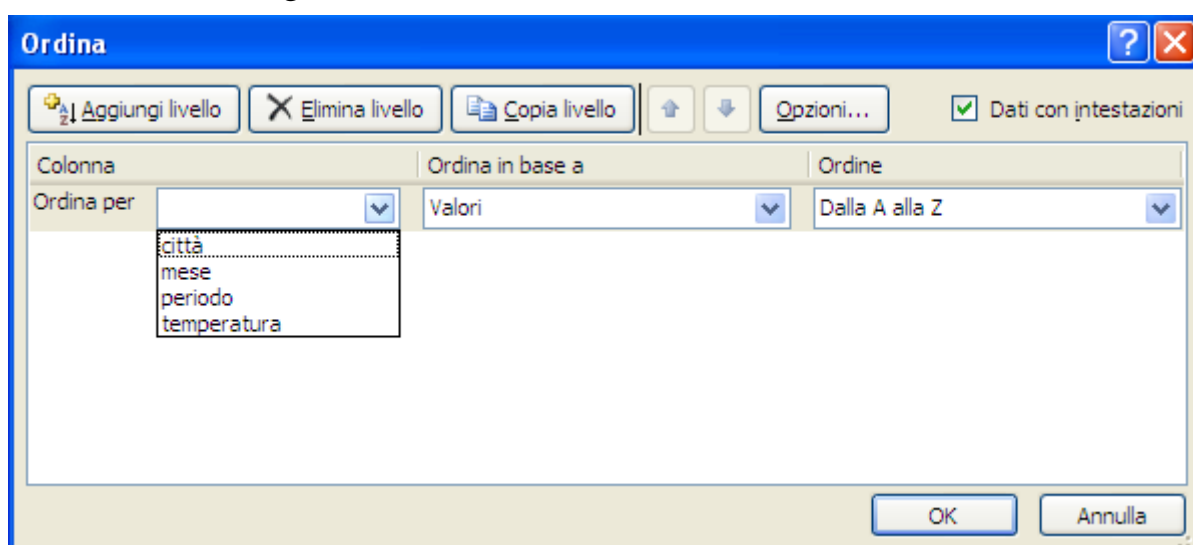 Ordina
Aggiungi livello Elimina livello Copia livello Opzioni... Dati con intestazioni
Colonna Ordina in base a Ordine
Ordina per Valori Dalla A alla Z
città
mese
periodo
temperatura
OK Annulla